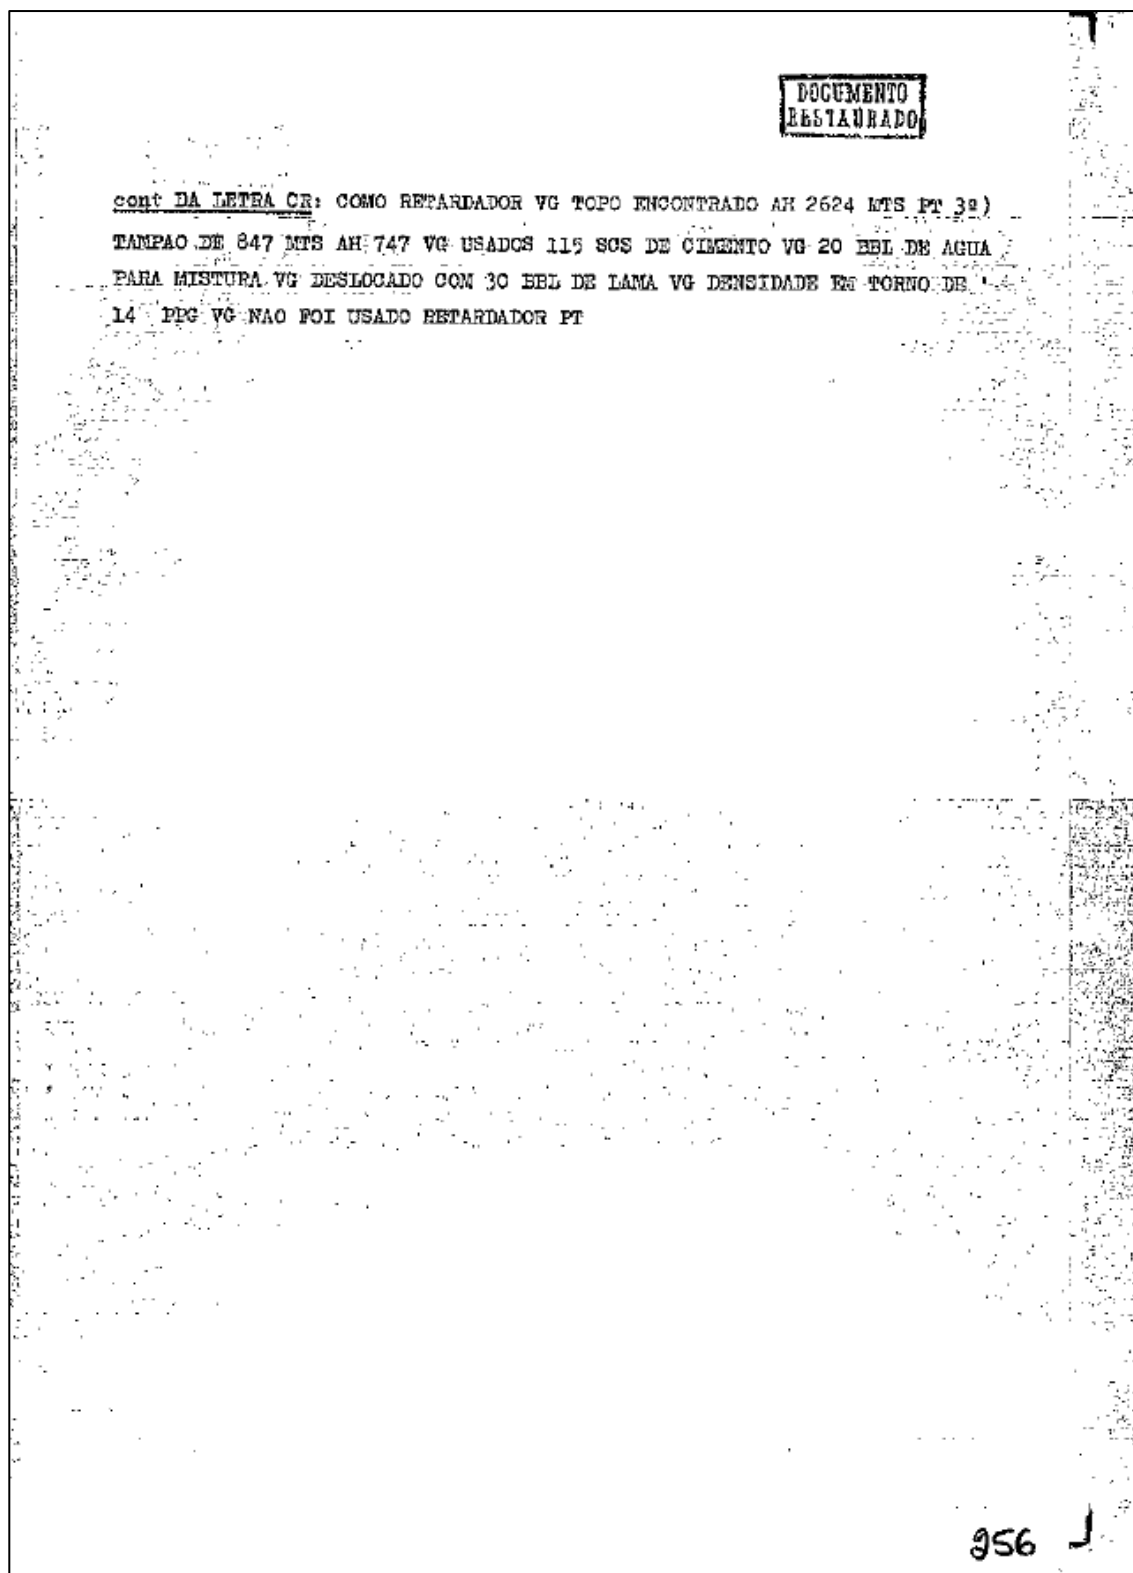 DOCUMENTO
RESTAURADO
cont DA LETRA CR: COMO RETARDADOR VG TOPO ENCONTRADO AH 2624 MTS PT 3º)
TAMPAO DE 847 MTS AH 747 VG USADOS 115 SCS DE CIMENTO VG 20 BBL DE AGUA
PARA MISTURA VG DESLOCADO COM 30 BBL DE LAMA VG DENSIDADE EM TORNO DE '
14 PPG VG NAO FOI USADO RETARDADOR PT
256